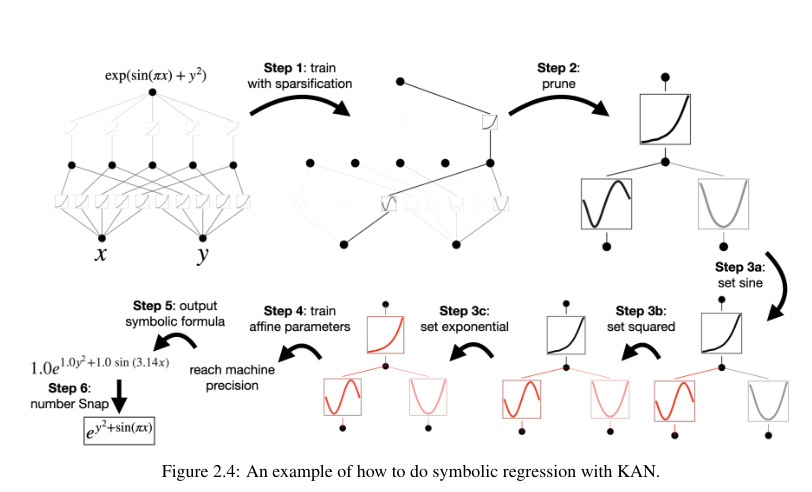 exp(sin(πx) + y²)
Step 1: train
with sparsification
Step 2:
prune
x
y
Step 3a:
set sine
Step 3b:
set squared
Step 3c:
set exponential
Step 4: train
affine parameters
reach machine
precision
Step 5: output
symbolic formula
1.0e^{1.0y²+1.0 sin (3.14x)}
Step 6:
number Snap
e^{y²+sin(πx)}
Figure 2.4: An example of how to do symbolic regression with KAN.